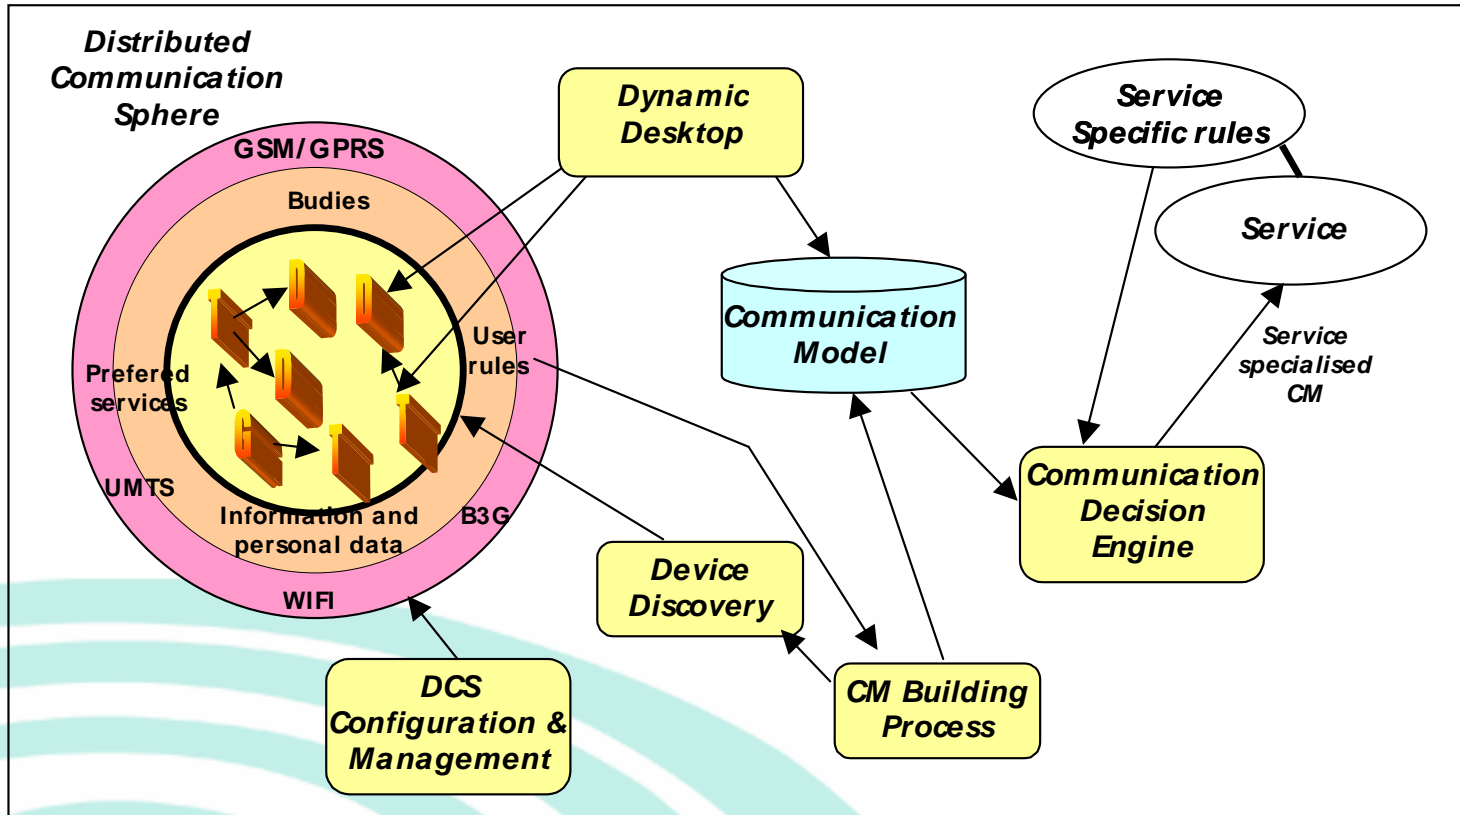 Distributed
Communication
Sphere
GSM/GPRS
Budies
User
rules
Prefered
services
UMTS
Information and
personal data
B3G
WIFI
I
D
D
D
G
I
I
Dynamic
Desktop
Communication
Model
Service
Specific rules
Service
Service
specialised
CM
Communication
Decision
Engine
Device
Discovery
CM Building
Process
DCS
Configuration &
Management